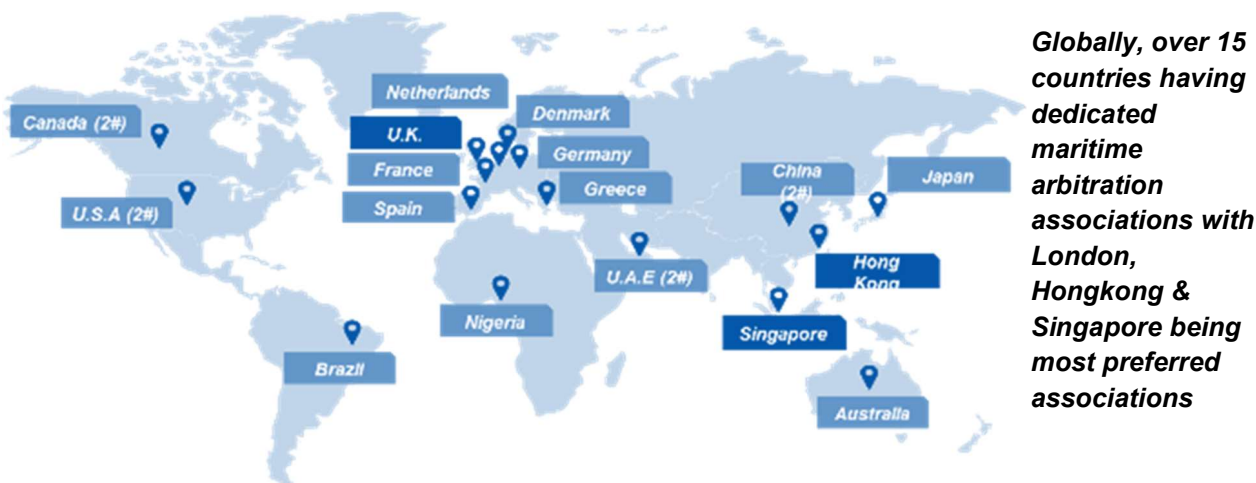 Netherlands
Denmark
Canada (2#)
U.K.
Germany
France
China
(2#)
Japan
Greece
U.S.A (2#)
Spain
Hong
Kong
U.A.E (2#)
Nigeria
Singapore
Brazil
Australia
Globally, over 15
countries having
dedicated
maritime
arbitration
associations with
London,
Hongkong &
Singapore being
most preferred
associations